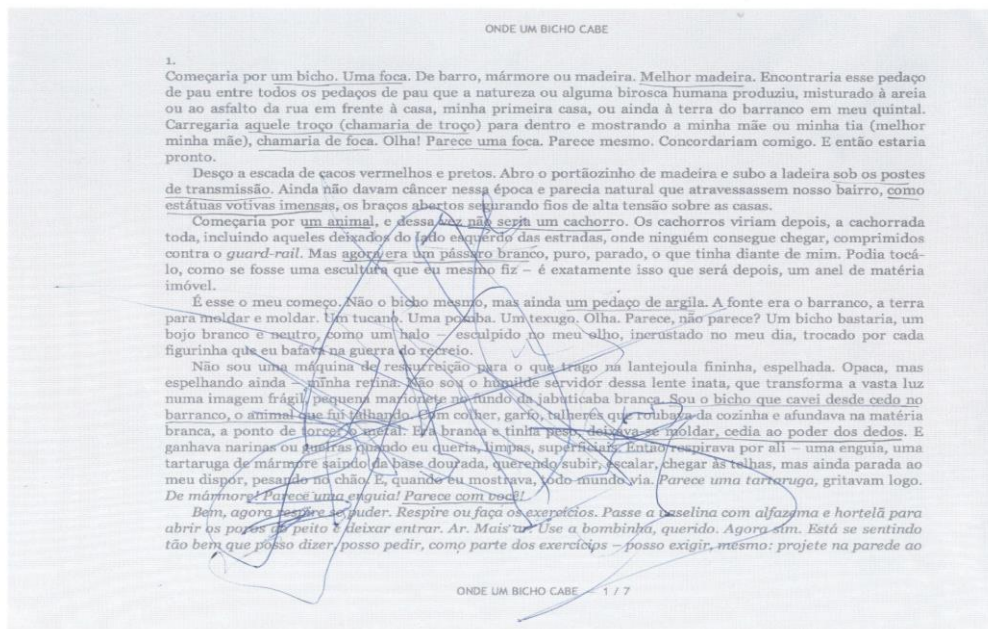 ONDE UM BICHO CABE
1.
Começaria por um bicho. Uma foca. De barro, mármore ou madeira. Melhor madeira. Encontraria esse pedaço
de pau entre todos os pedaços de pau que a natureza ou alguma birosca humana produziu, misturado à areia
ou ao asfalto da rua em frente à casa, minha primeira casa, ou ainda à terra do barranco em meu quintal.
Carregaria aquele troço (chamaria de troço) para dentro e mostrando a minha mãe ou minha tia (melhor
minha mãe), chamaria de foca. Olha! Parece uma foca. Parece mesmo. Concordariam comigo. E então estaria
pronto.
Desço a escada de cacos vermelhos e pretos. Abro o portãozinho de madeira e subo a ladeira sob os postes
de transmissão. Ainda não davam câncer nessa época e parecia natural que atravessassem nosso bairro, como
estátuas votivas imensas, os braços abertos segurando fios de alta tensão sobre as casas.
Começaria por um animal, e dessa vez não seria um cachorro. Os cachorros viriam depois, a cachorrada
toda, incluindo aqueles deixados do lado esquerdo das estradas, onde ninguém consegue chegar, comprimidos
contra o guard-rail. Mas agora era um pássaro branco, puro, parado, o que tinha diante de mim. Podia tocá-
lo, como se fosse uma escultura que eu mesmo fiz – é exatamente isso que será depois, um anel de matéria
imóvel.
É esse o meu começo. Não o bicho mesmo, mas ainda um pedaço de argila. A fonte era o barranco, a terra
para moldar e moldar. Um tucano. Uma pomba. Um texugo. Olha. Parece, não parece? Um bicho bastaria, um
bojo branco e neutro, como um halo – esculpido no meu olho, incrustado no meu dia, trocado por cada
figurinha que eu bafava na guerra do recreio.
Não sou uma máquina de ressurreição para o que trago na lantejoula fininha, espelhada. Opaca, mas
espelhando ainda – minha retina. Não sou o humilde servidor dessa lente inata, que transforma a vasta luz
numa imagem frágil, pequena marionete no fundo da jabuticaba branca. Sou o bicho que cavei desde cedo no
barranco, o animal que fui talhando. Com colher, garfo, talheres que roubava da cozinha e afundava na matéria
branca, a ponto de torcer o metal. Era branca e tinha peso, deixava-se moldar, cedia ao poder dos dedos. E
ganhava narinas ou guelras quando eu queria, limpas, superficiais. Então respirava por ali – uma enguia, uma
tartaruga de mármore saindo da base dourada, querendo subir, escalar, chegar às telhas, mas ainda parada ao
meu dispor, pesando no chão. E, quando eu mostrava, todo mundo via. Parece uma tartaruga, gritavam logo.
De mármore! Parece uma enguia! Parece com você!
Bem, agora respire se puder. Respire ou faça os exercícios. Passe a vaselina com alfazema e hortelã para
abrir os poros do peito e deixar entrar. Ar. Mais ar. Use a bombinha, querido. Agora sim. Está se sentindo
tão bem que posso dizer, posso pedir, como parte dos exercícios – posso exigir, mesmo: projete na parede ao
ONDE UM BICHO CABE – 1 / 7